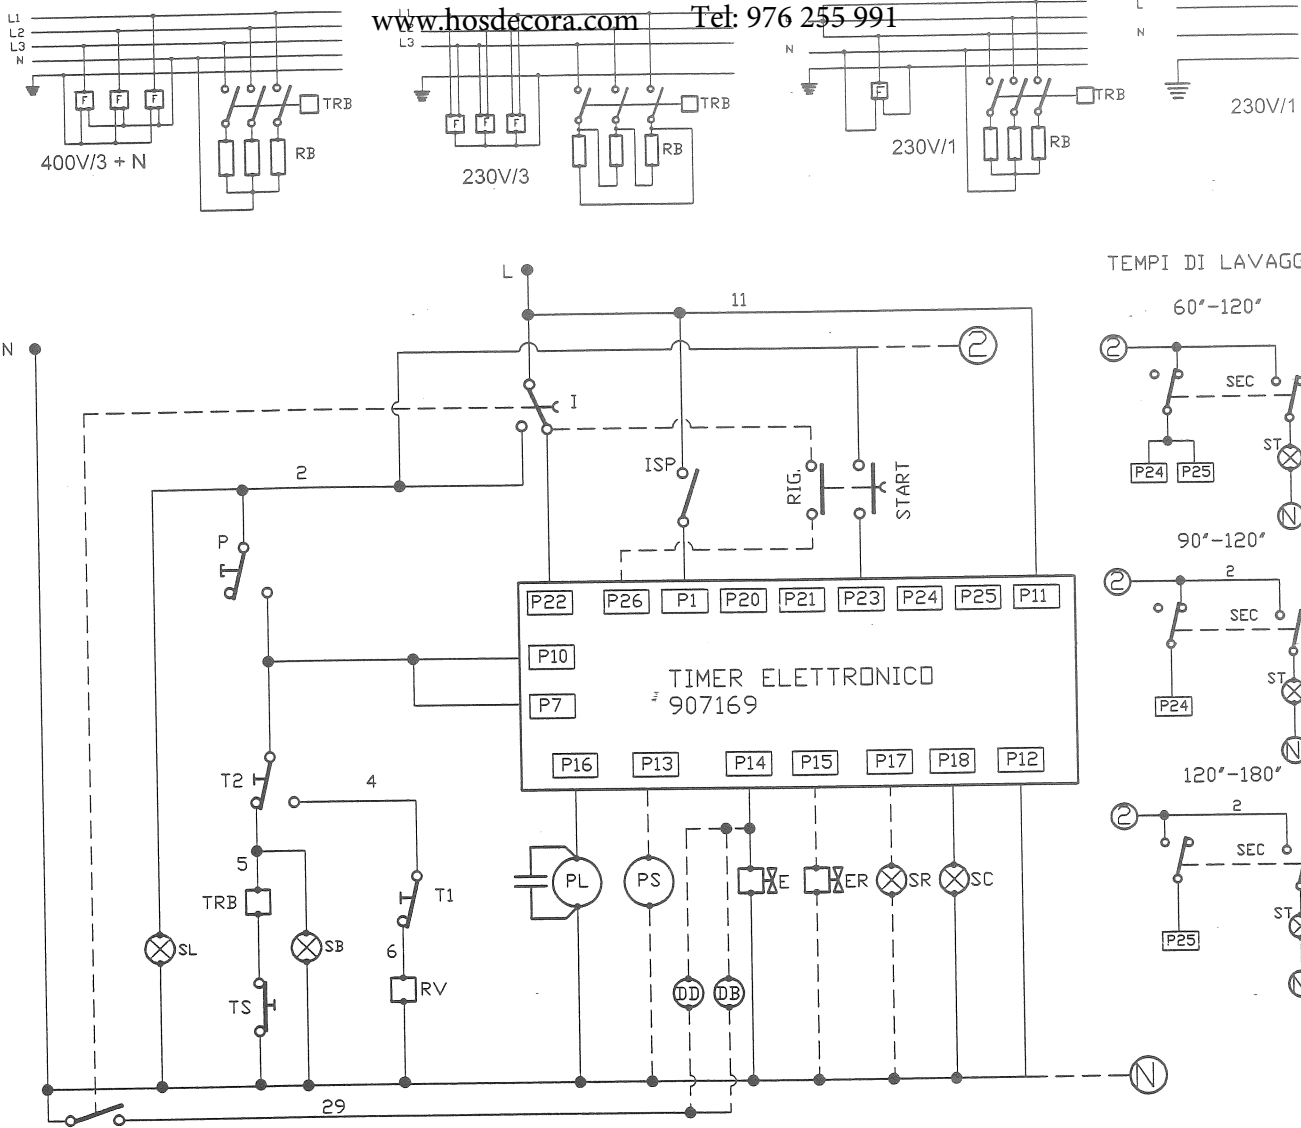 www.hosdecora.com Tel: 976 255 991
L1
L2
L3
N
F F F
TRB
RB
400V/3 + N
L1
L3
F F F
TRB
RB
230V/3
N
F
TRB
RB
230V/1
L
N
230V/1
L
11
N
2
I
2
ISP
RIG.
START
P
P22 P26 P1 P20 P21 P23 P24 P25 P11
P10
P7
TIMER ELETTRONICO
907169
P16 P13 P14 P15 P17 P18 P12
T2
4
5
TRB
PL
PS
E
ER
SR
SC
T1
SL
SB
6
TS
RV
DD
DB
N
29
TEMPI DI LAVAGG
60"-120"
2
SEC
ST
P24 P25
N
90"-120"
2
2
SEC
ST
P24
N
120"-180"
2
2
SEC
ST
P25
N